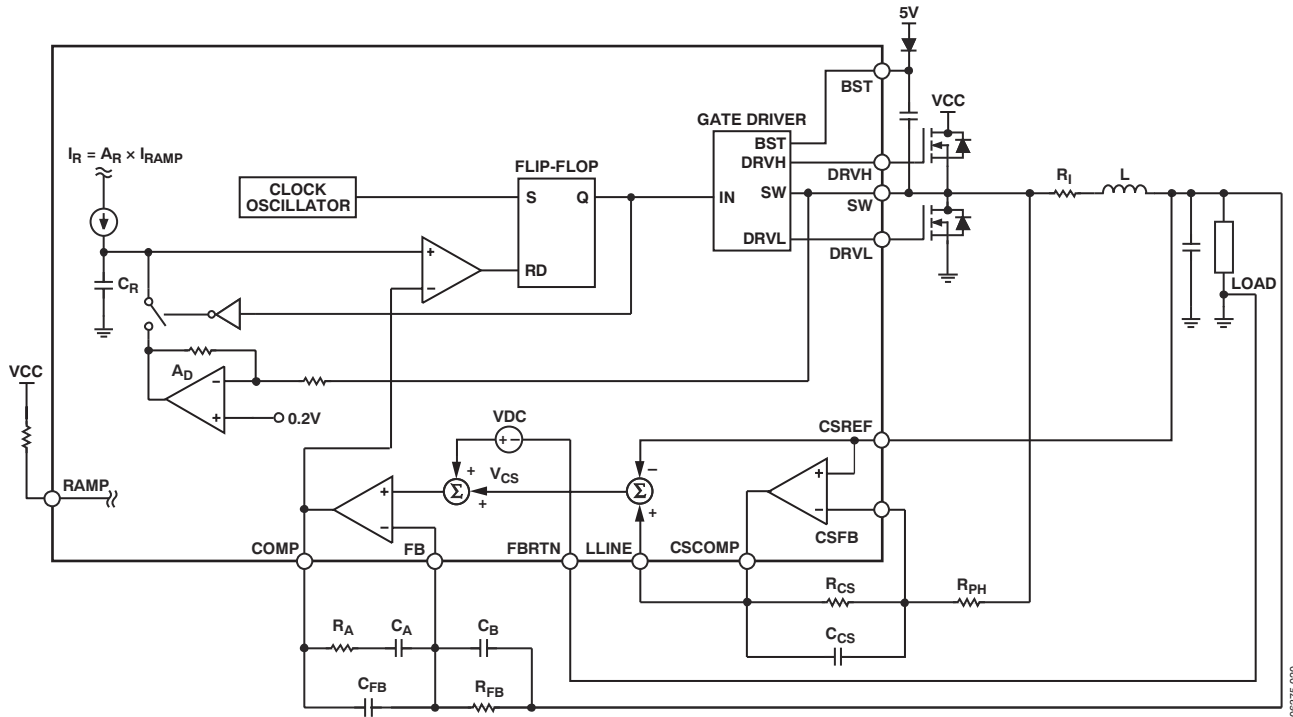 5V
BST
VCC
GATE DRIVER
BST
DRVH
DRVH
IN
SW
SW
DRVL
DRVL
I_R = A_R × I_RAMP
FLIP-FLOP
CLOCK
OSCILLATOR
S
Q
RD
R_I
L
LOAD
C_R
+
–
A_D
–
+
0.2V
VCC
RAMP
VDC
+ –
CSREF
V_CS
+
Σ
+
–
Σ
+
+
–
CSFB
+
–
COMP
FB
FBRTN
LLINE
CSCOMP
R_CS
R_PH
C_CS
R_A
C_A
C_B
C_FB
R_FB